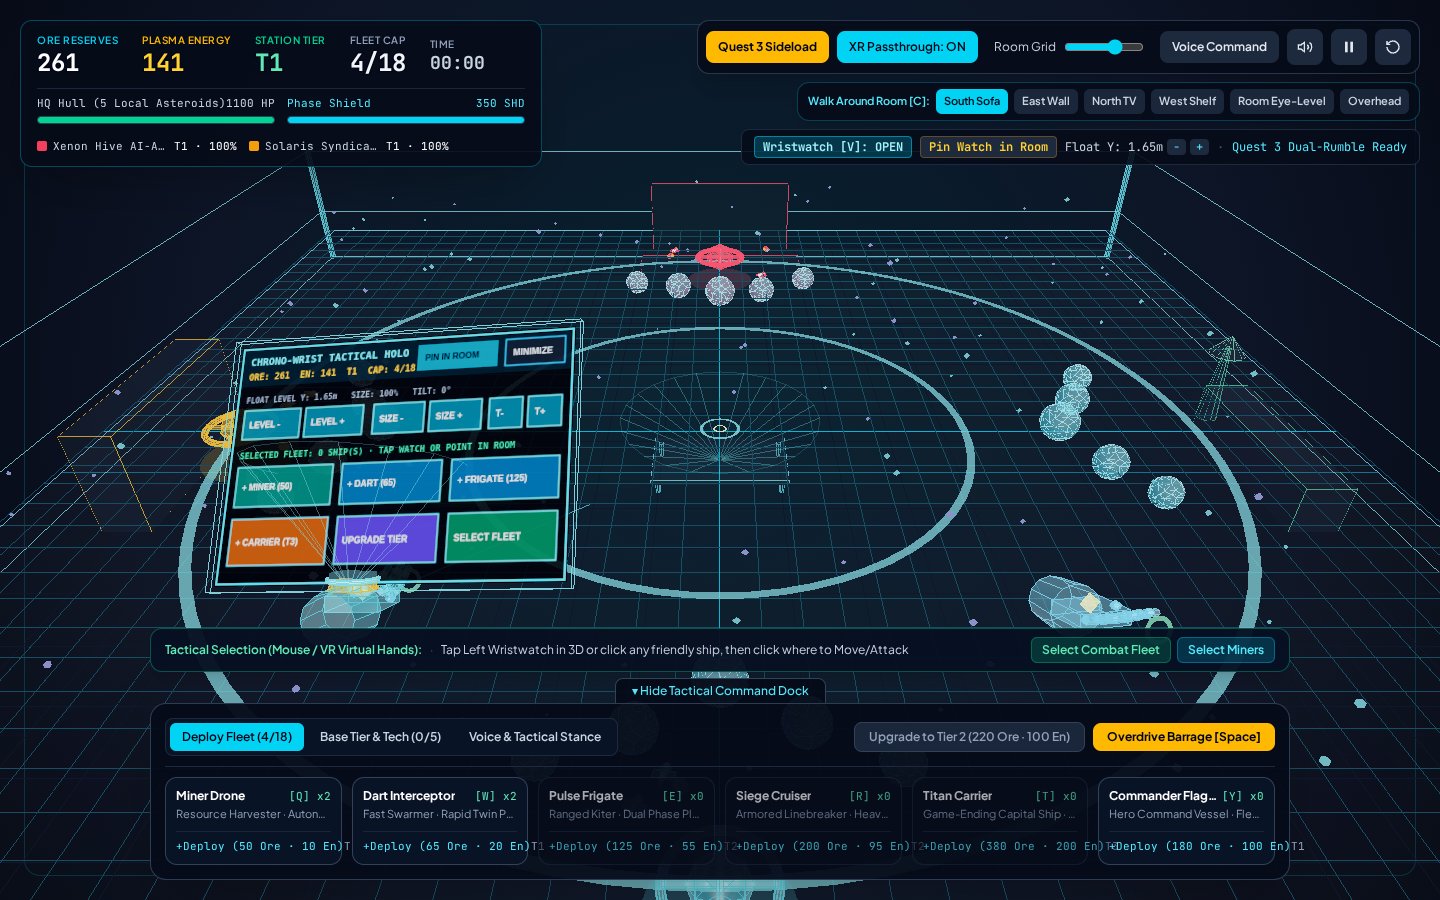 ORE RESERVES PLASMA ENERGY STATION TIER FLEET CAP TIME
261 141 T1 4/18 00:00
HQ Hull (5 Local Asteroids) 1100 HP Phase Shield 350 SHD
Xenon Hive AI-A… T1 · 100% Solaris Syndica… T1 · 100%
Quest 3 Sideload XR Passthrough: ON Room Grid Voice Command
Walk Around Room [C]: South Sofa East Wall North TV West Shelf Room Eye-Level Overhead
Wristwatch [V]: OPEN Pin Watch in Room Float Y: 1.65m - + · Quest 3 Dual-Rumble Ready
CHRONO-WRIST TACTICAL HOLO PIN IN ROOM MINIMIZE
ORE: 261 EN: 141 T1 CAP: 4/18
FLOAT LEVEL Y: 1.65m SIZE: 100% TILT: 0°
LEVEL - LEVEL + SIZE - SIZE + T- T+
SELECTED FLEET: 0 SHIP(S) · TAP WATCH OR POINT IN ROOM
+ MINER (50) + DART (65) + FRIGATE (125)
+ CARRIER (T3) UPGRADE TIER SELECT FLEET
Tactical Selection (Mouse / VR Virtual Hands): · Tap Left Wristwatch in 3D or click any friendly ship, then click where to Move/Attack Select Combat Fleet Select Miners
▾ Hide Tactical Command Dock
Deploy Fleet (4/18) Base Tier & Tech (0/5) Voice & Tactical Stance Upgrade to Tier 2 (220 Ore · 100 En) Overdrive Barrage [Space]
Miner Drone [Q] x2 Dart Interceptor [W] x2 Pulse Frigate [E] x0 Siege Cruiser [R] x0 Titan Carrier [T] x0 Commander Flag… [Y] x0
Resource Harvester · Auton… Fast Swarmer · Rapid Twin P… Ranged Kiter · Dual Phase Pl… Armored Linebreaker · Heav… Game-Ending Capital Ship · … Hero Command Vessel · Fle…
+Deploy (50 Ore · 10 En) T1 +Deploy (65 Ore · 20 En) T1 +Deploy (125 Ore · 55 En) T2 +Deploy (200 Ore · 95 En) T2 +Deploy (380 Ore · 200 En) +Deploy (180 Ore · 100 En) T1